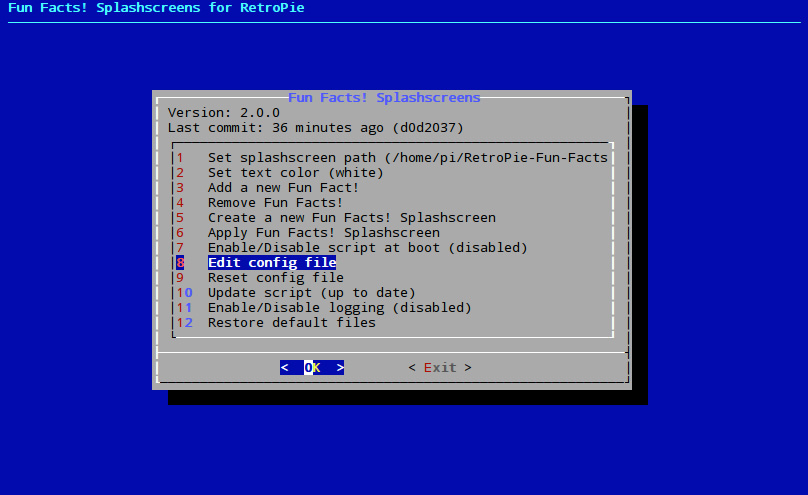 Fun Facts! Splashscreens for RetroPie
Fun Facts! Splashscreens
Version: 2.0.0
Last commit: 36 minutes ago (d0d2037)
1 Set splashscreen path (/home/pi/RetroPie-Fun-Facts
2 Set text color (white)
3 Add a new Fun Fact!
4 Remove Fun Facts!
5 Create a new Fun Facts! Splashscreen
6 Apply Fun Facts! Splashscreen
7 Enable/Disable script at boot (disabled)
8 Edit config file
9 Reset config file
10 Update script (up to date)
11 Enable/Disable logging (disabled)
12 Restore default files
< OK > < Exit >